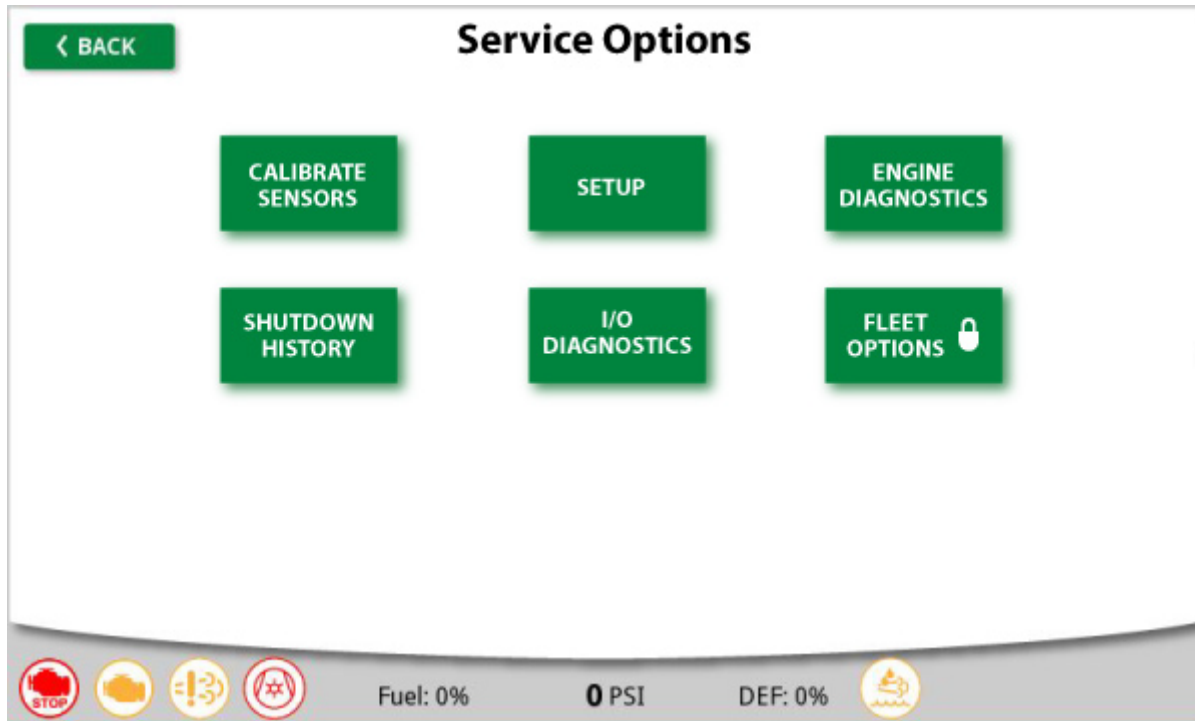 BACK
Service Options
CALIBRATE
SENSORS
SETUP
ENGINE
DIAGNOSTICS
SHUTDOWN
HISTORY
I/O
DIAGNOSTICS
FLEET
OPTIONS
STOP
Fuel: 0%
0 PSI
DEF: 0%